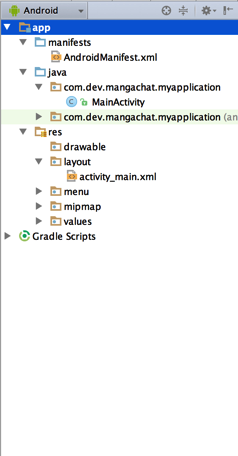 Android
app
manifests
AndroidManifest.xml
java
com.dev.mangachat.myapplication
MainActivity
com.dev.mangachat.myapplication (an
res
drawable
layout
activity_main.xml
menu
mipmap
values
Gradle Scripts